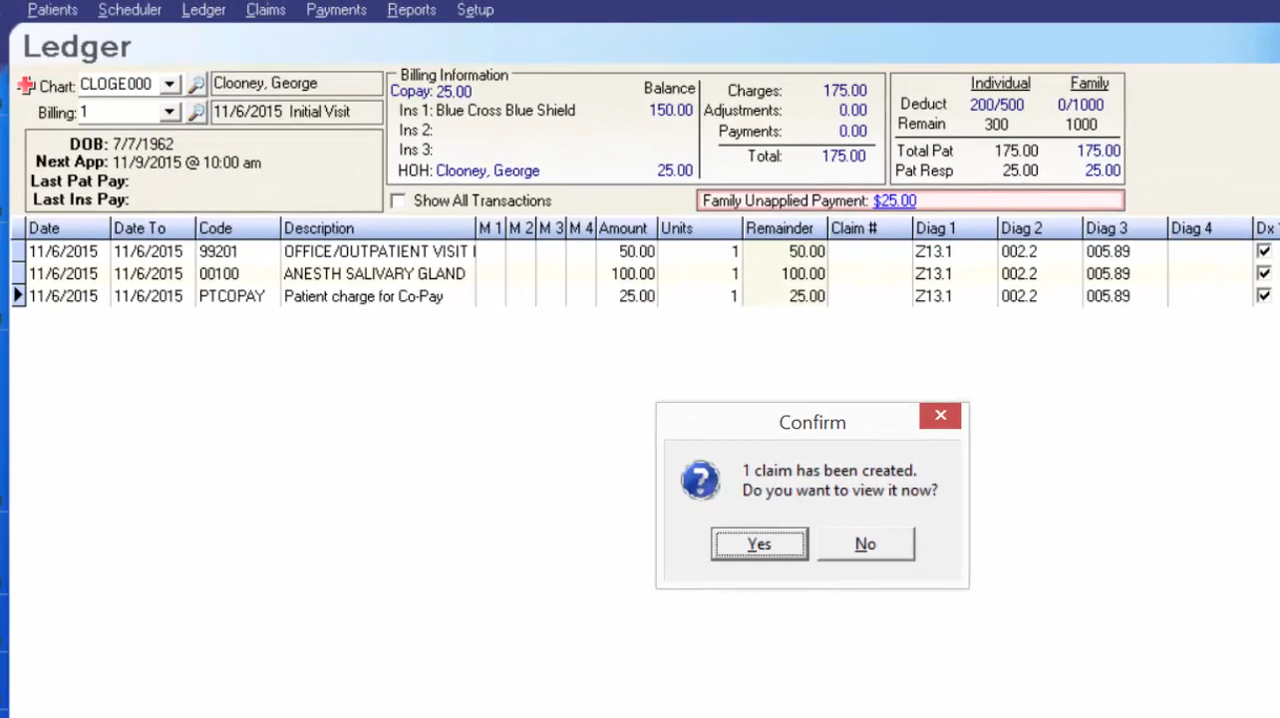 Patients Scheduler Ledger Claims Payments Reports Setup
Ledger
Chart: CLOGE000 Clooney, George
Billing: 1 11/6/2015 Initial Visit
DOB: 7/7/1962
Next App: 11/9/2015 @ 10:00 am
Last Pat Pay:
Last Ins Pay:
Billing Information
Copay: 25.00 Balance
Ins 1: Blue Cross Blue Shield 150.00
Ins 2:
Ins 3:
HOH: Clooney, George 25.00
Charges: 175.00
Adjustments: 0.00
Payments: 0.00
Total: 175.00
Individual Family
Deduct 200/500 0/1000
Remain 300 1000
Total Pat 175.00 175.00
Pat Resp 25.00 25.00
Show All Transactions
Family Unapplied Payment: $25.00
Date Date To Code Description M 1 M 2 M 3 M 4 Amount Units Remainder Claim # Diag 1 Diag 2 Diag 3 Diag 4 Dx
11/6/2015 11/6/2015 99201 OFFICE/OUTPATIENT VISIT 50.00 1 50.00 Z13.1 002.2 005.89
11/6/2015 11/6/2015 00100 ANESTH SALIVARY GLAND 100.00 1 100.00 Z13.1 002.2 005.89
11/6/2015 11/6/2015 PTCOPAY Patient charge for Co-Pay 25.00 1 25.00 Z13.1 002.2 005.89
Confirm
1 claim has been created.
Do you want to view it now?
Yes No